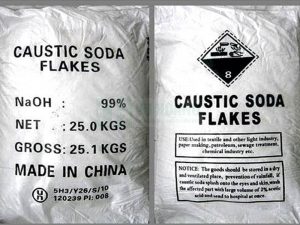 CAUSTIC SODA
FLAKES
NaOH : 99%
NET : 25.0 KGS
GROSS: 25.1 KGS
MADE IN CHINA
5H3/Y26/S/10
120239 PI: 008
8
CAUSTIC SODA
FLAKES
USE:Used in textile and other light industry,
paper making, petroleum, sewage treatment,
chemical industry etc.
NOTICE: The goods should be stored in a dry
and ventilated place, prevention of rainfall, if
caustic soda splash onto the eyes and skin, wash
the affected part with large volume of 2% acetic
acid and send to hospital at once.